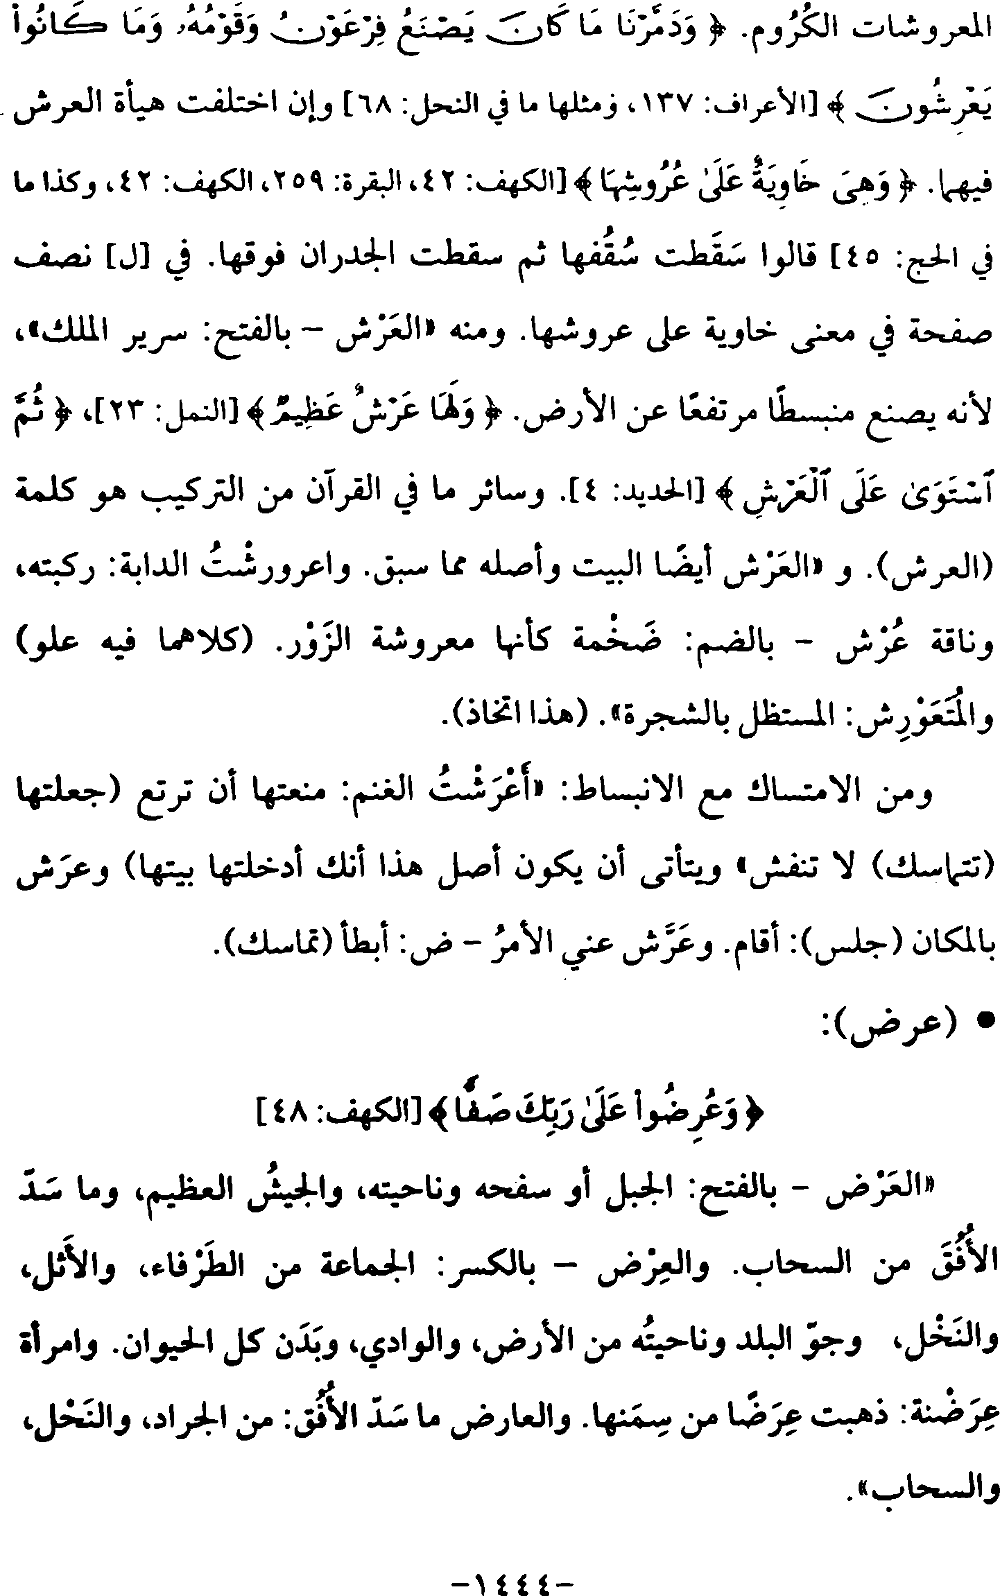 المعروشات الكُرُوم. ﴿ وَدَمَّرْنَا مَا كَانَ يَصْنَعُ فِرْعَوْنُ وَقَوْمُهُۥ وَمَا كَانُوا۟
يَعْرِشُونَ ﴾ [الأعراف: ١٣٧، ومثلها ما في النحل: ٦٨] وإن اختلفت هيأة العرش
فيهما. ﴿ وَهِىَ خَاوِيَةٌ عَلَىٰ عُرُوشِهَا ﴾ [الكهف: ٤٢، البقرة: ٢٥٩، الكهف: ٤٢، وكذا ما
في الحج: ٤٥] قالوا سَقَطت سُقُفها ثم سقطت الجدران فوقها. في [ل] نصف
صفحة في معنى خاوية على عروشها. ومنه «العَرْش – بالفتح: سرير الملك»،
لأنه يصنع منبسطًا مرتفعًا عن الأرض. ﴿ وَلَهَا عَرْشٌ عَظِيمٌ ﴾ [النمل: ٢٣]، ﴿ ثُمَّ
ٱسْتَوَىٰ عَلَى ٱلْعَرْشِ ﴾ [الحديد: ٤]. وسائر ما في القرآن من التركيب هو كلمة
(العرش). و «العَرْش أيضًا البيت وأصله مما سبق. واعرورشْتُ الدابة: ركبته،
وناقة عُرْش – بالضم: ضَخْمة كأنها معروشة الزَوْر. (كلاهما فيه علو)
والمُتَعَوْرِش: المستظل بالشجرة». (هذا اتخاذ).
ومن الامتساك مع الانبساط: «أَعْرَشْتُ الغنم: منعتها أن ترتع (جعلتها
(تتماسك) لا تنفش» ويتأتى أن يكون أصل هذا أنك أدخلتها بيتها) وعرَش
بالمكان (جلس): أقام. وعَرَّش عني الأمرُ – ض: أبطأ (تماسك).
• (عرض):
﴿ وَعُرِضُوا۟ عَلَىٰ رَبِّكَ صَفًّا ﴾ [الكهف: ٤٨]
«العَرْض – بالفتح: الجبل أو سفحه وناحيته، والجيشُ العظيم، وما سَدّ
الأُفُقَ من السحاب. والعِرْض – بالكسر: الجماعة من الطَرْفاء، والأَثل،
والنَخْل، وجوّ البلد وناحيتُه من الأرض، والوادي، وبَدَن كل الحيوان. وامرأة
عِرَضْنة: ذهبت عِرَضًا من سِمَنها. والعارض ما سَدّ الأُفُق: من الجراد، والنَحْل،
والسحاب».
-١٤٤٤-